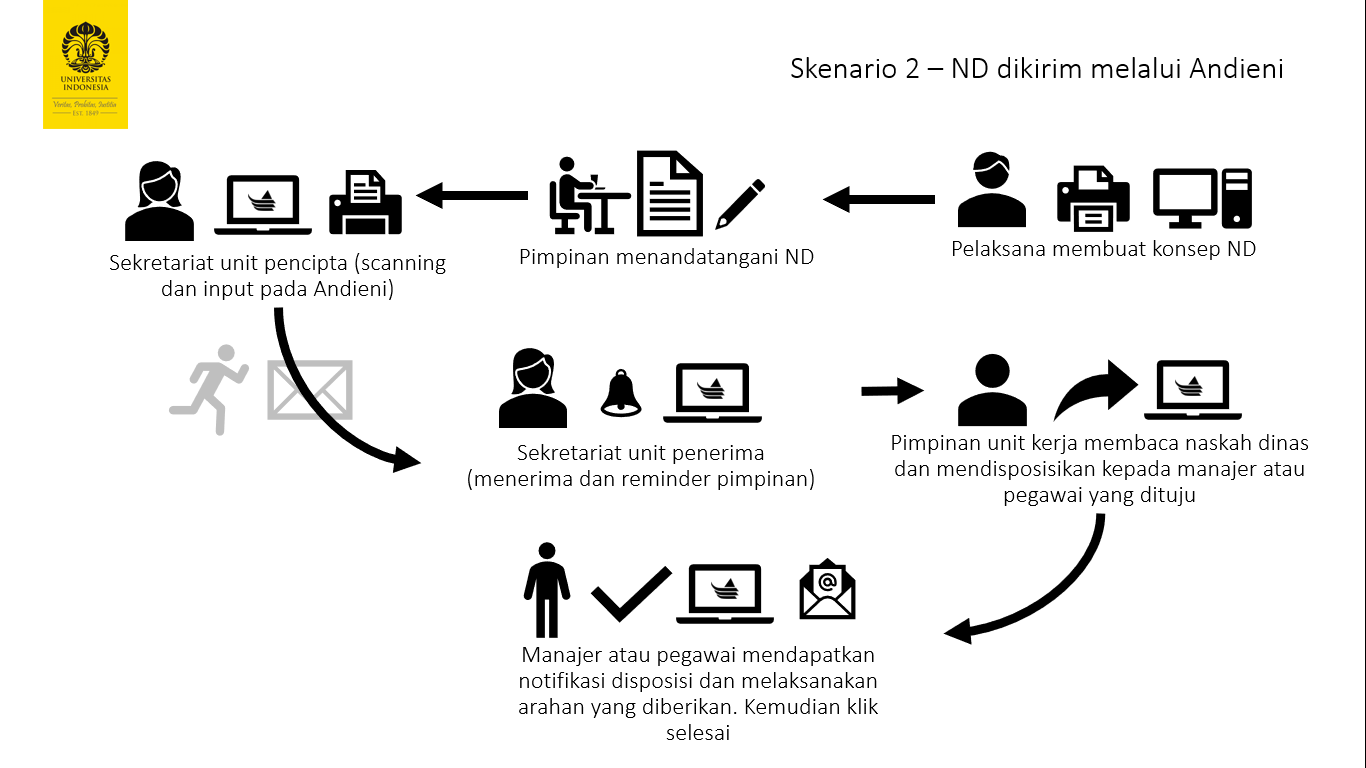 UNIVERSITAS
INDONESIA
Veritas, Probitas, Iustitia
EST. 1849
Skenario 2 – ND dikirim melalui Andieni
Pelaksana membuat konsep ND
Pimpinan menandatangani ND
Sekretariat unit pencipta (scanning
dan input pada Andieni)
Sekretariat unit penerima
(menerima dan reminder pimpinan)
Pimpinan unit kerja membaca naskah dinas
dan mendisposisikan kepada manajer atau
pegawai yang dituju
@
Manajer atau pegawai mendapatkan
notifikasi disposisi dan melaksanakan
arahan yang diberikan. Kemudian klik
selesai